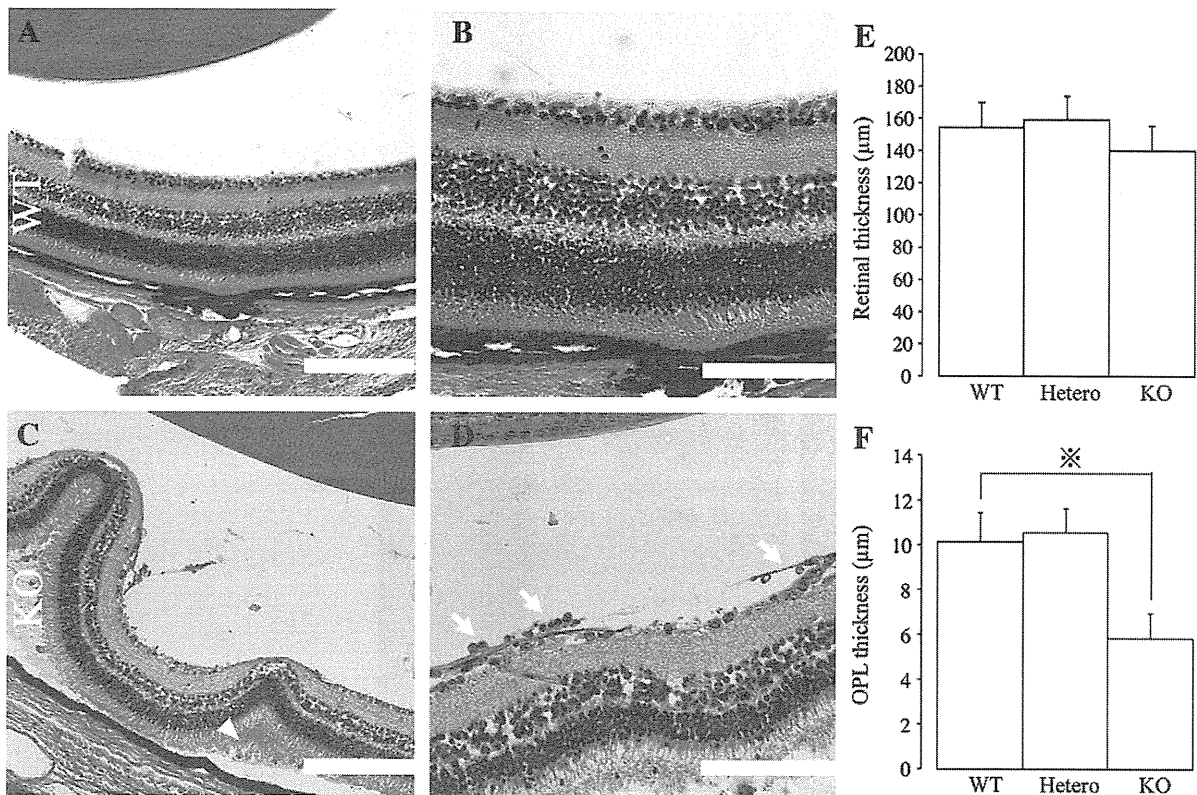 A
WT
B
C
KO
D
E
Retinal thickness (μm)
200
180
160
140
120
100
80
60
40
20
0
WT Hetero KO
F
OPL thickness (μm)
14
12
10
8
6
4
2
0
※
WT Hetero KO